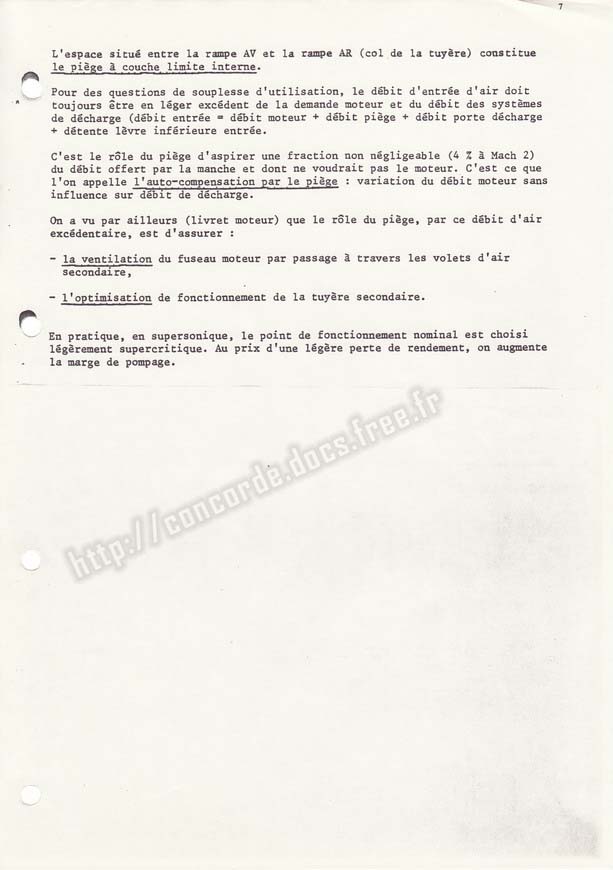 7
L'espace situé entre la rampe AV et la rampe AR (col de la tuyère) constitue
le piège à couche limite interne.
Pour des questions de souplesse d'utilisation, le débit d'entrée d'air doit
toujours être en léger excédent de la demande moteur et du débit des systèmes
de décharge (débit entrée = débit moteur + débit piège + débit porte décharge
+ détente lèvre inférieure entrée.
C'est le rôle du piège d'aspirer une fraction non négligeable (4 % à Mach 2)
du débit offert par la manche et dont ne voudrait pas le moteur. C'est ce que
l'on appelle l'auto-compensation par le piège : variation du débit moteur sans
influence sur débit de décharge.
On a vu par ailleurs (livret moteur) que le rôle du piège, par ce débit d'air
excédentaire, est d'assurer :
- la ventilation du fuseau moteur par passage à travers les volets d'air
secondaire,
- l'optimisation de fonctionnement de la tuyère secondaire.
En pratique, en supersonique, le point de fonctionnement nominal est choisi
légèrement supercritique. Au prix d'une légère perte de rendement, on augmente
la marge de pompage.
http://concorde.docs.free.fr